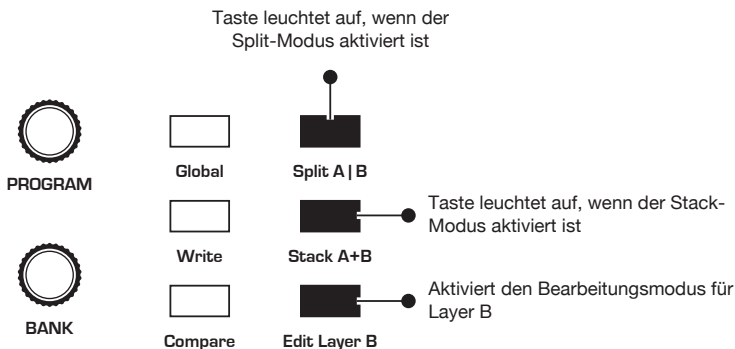 Taste leuchtet auf, wenn der
Split-Modus aktiviert ist
PROGRAM
Global
Split A|B
Taste leuchtet auf, wenn der Stack-
Modus aktiviert ist
Write
Stack A+B
Aktiviert den Bearbeitungsmodus für
Layer B
BANK
Compare
Edit Layer B